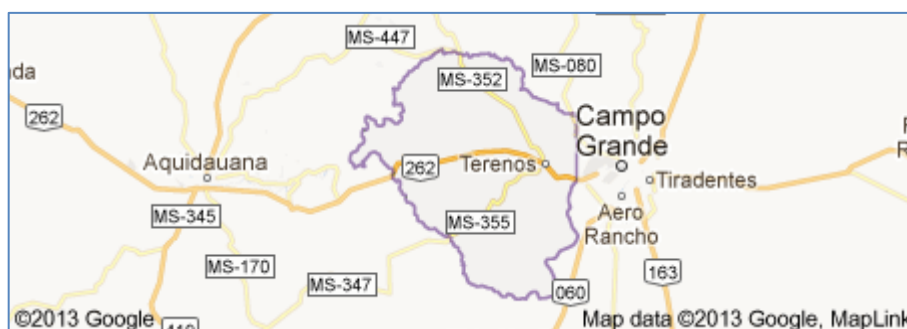 MS-447
MS-352
MS-080
nda
262
Campo
Grande
Aquidauana
262
Terenos
Tiradentes
MS-345
MS-355
Aero
Rancho
MS-170
MS-347
060
163
©2013 Google
Map data ©2013 Google, MapLink